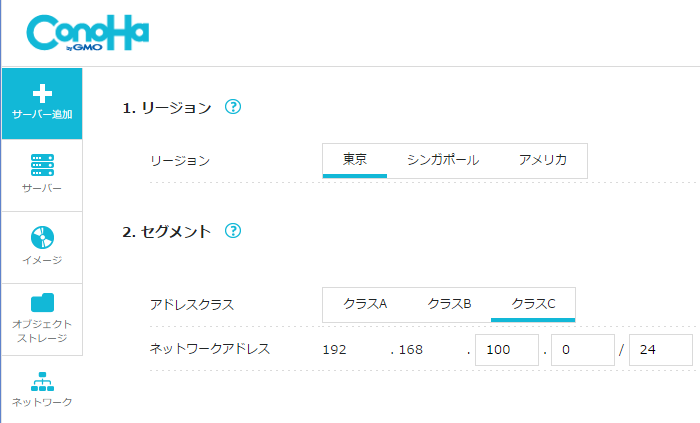 ConoHa
by GMO
サーバー追加
サーバー
イメージ
オブジェクト
ストレージ
ネットワーク
1. リージョン ?
リージョン 東京 シンガポール アメリカ
2. セグメント ?
アドレスクラス クラスA クラスB クラスC
ネットワークアドレス 192 . 168 . 100 . 0 / 24